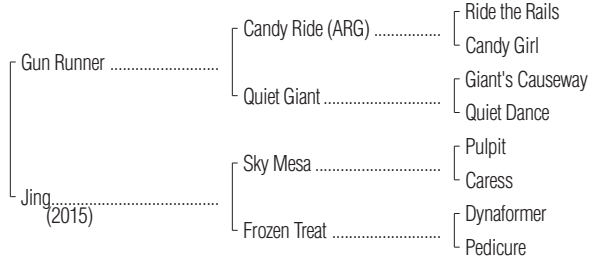 Ride the Rails
Candy Ride (ARG) ................
Candy Girl
Gun Runner ..........................
Giant's Causeway
Quiet Giant ............................
Quiet Dance
Pulpit
Sky Mesa ..............................
Caress
Jing........................................
(2015)
Dynaformer
Frozen Treat ..........................
Pedicure